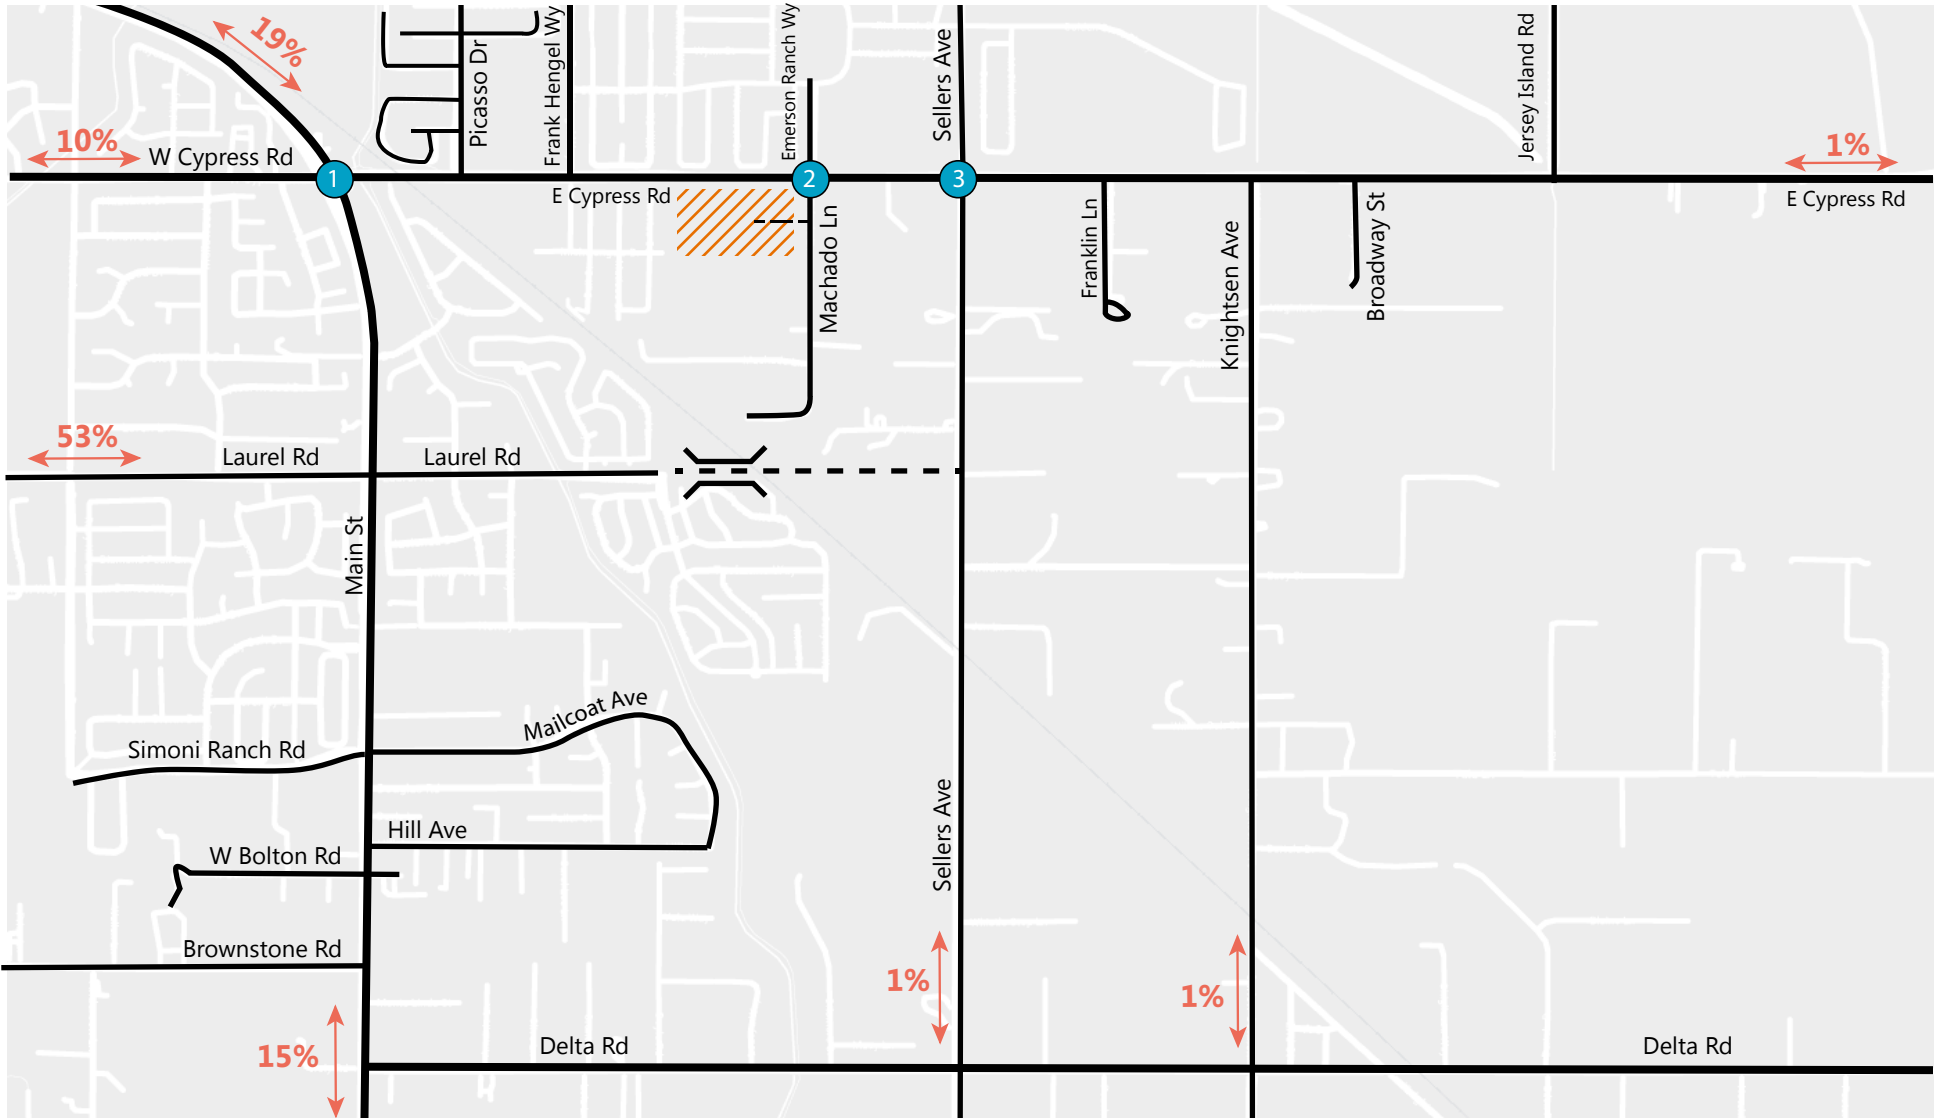 19%
Picasso Dr
Frank Hengel Wy
Emerson Ranch Wy
Sellers Ave
Jersey Island Rd
10%
W Cypress Rd
1%
1
2
3
E Cypress Rd
E Cypress Rd
Machado Ln
Franklin Ln
Knightsen Ave
Broadway St
53%
Laurel Rd
Laurel Rd
Main St
Mailcoat Ave
Simoni Ranch Rd
Hill Ave
Sellers Ave
W Bolton Rd
Brownstone Rd
1%
1%
15%
Delta Rd
Delta Rd